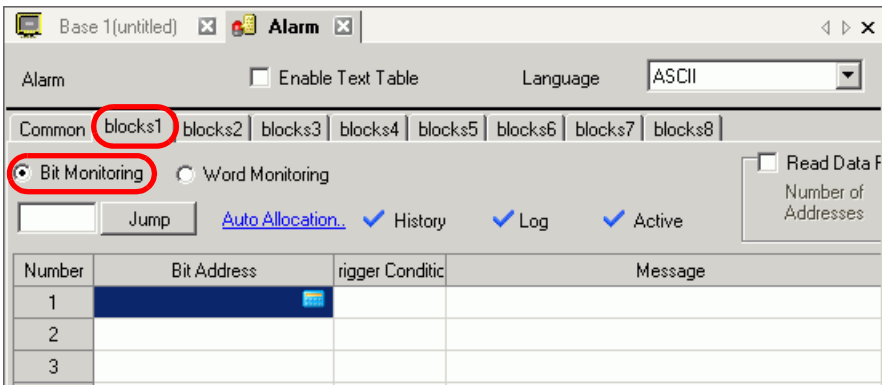 Base 1(untitled) Alarm
Alarm Enable Text Table Language ASCII
Common blocks1 blocks2 blocks3 blocks4 blocks5 blocks6 blocks7 blocks8
Bit Monitoring Word Monitoring Read Data F
Number of
Addresses
Jump Auto Allocation.. History Log Active
Number Bit Address rigger Conditic Message
1
2
3